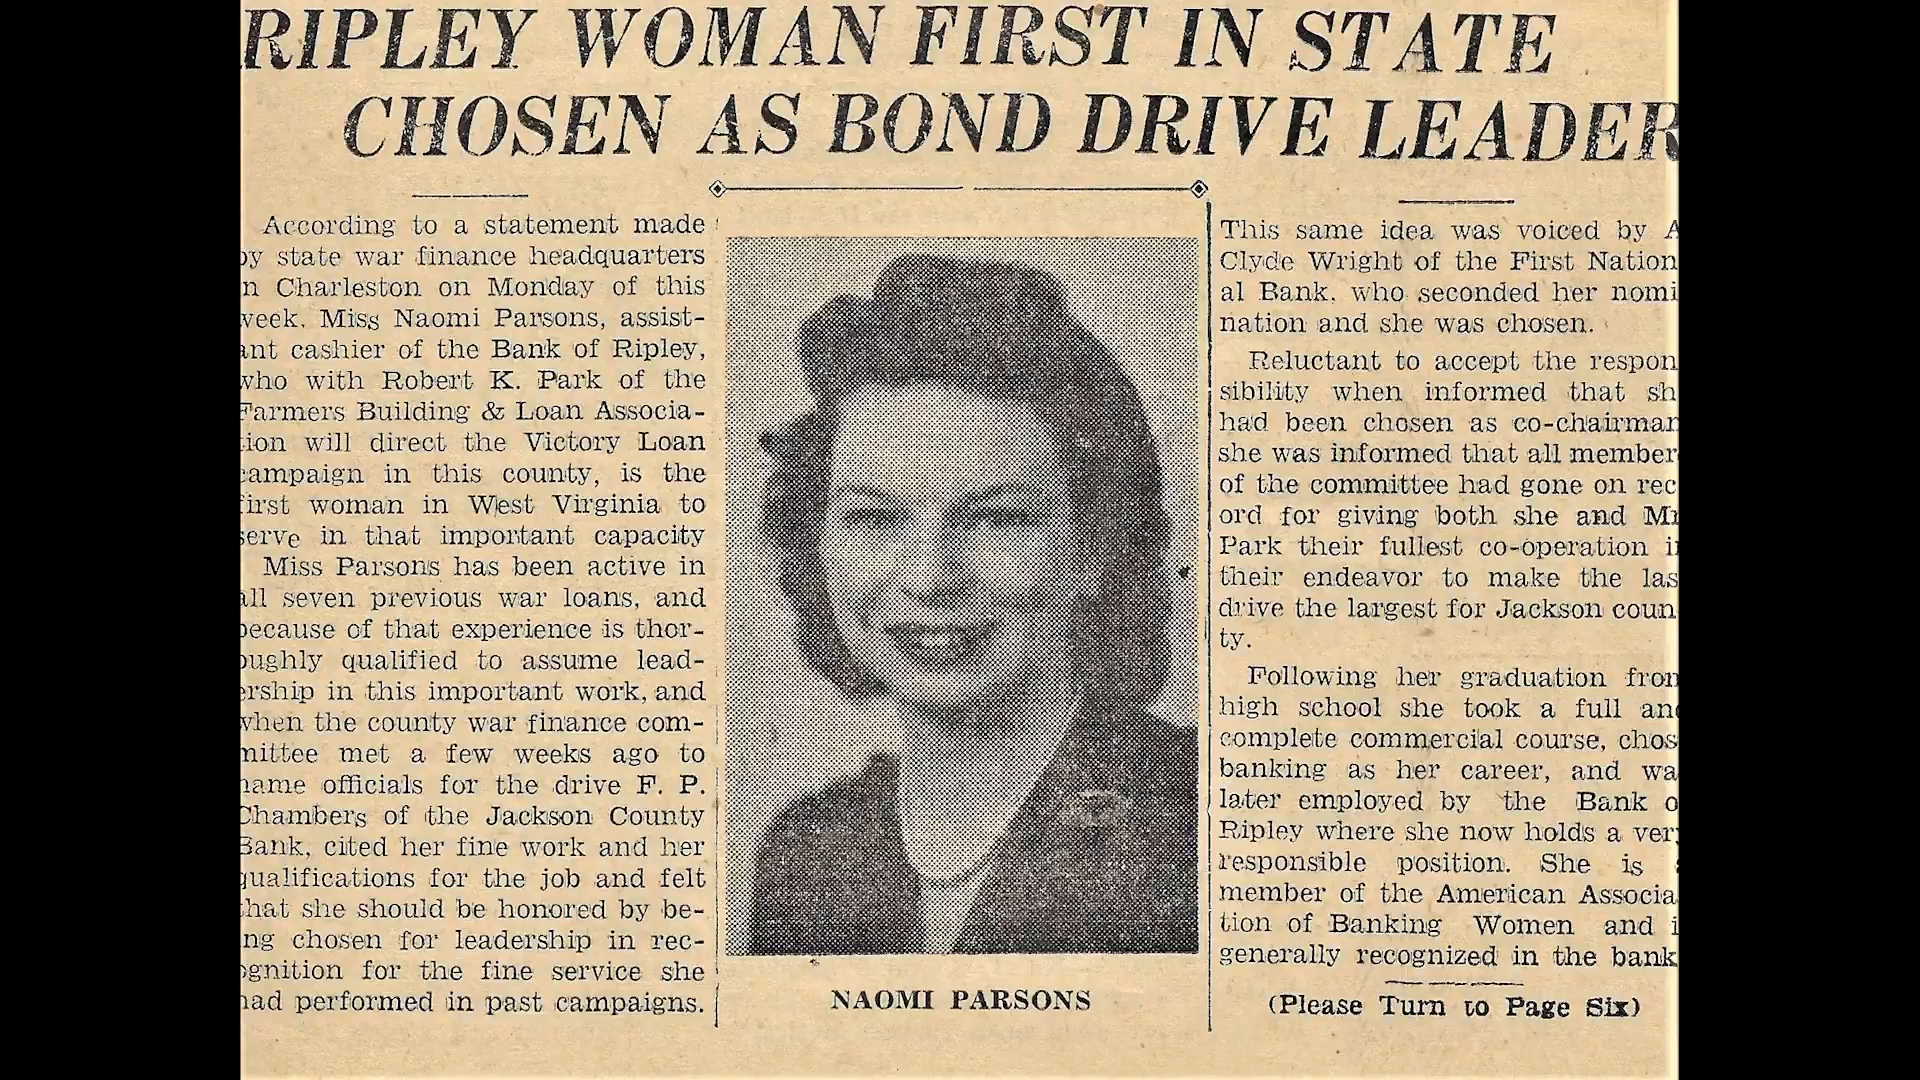 RIPLEY WOMAN FIRST IN STATE
CHOSEN AS BOND DRIVE LEADER
According to a statement made
by state war finance headquarters
in Charleston on Monday of this
week. Miss Naomi Parsons, assist-
ant cashier of the Bank of Ripley,
who with Robert K. Park of the
Farmers Building & Loan Associa-
tion will direct the Victory Loan
campaign in this county, is the
first woman in West Virginia to
serve in that important capacity
Miss Parsons has been active in
all seven previous war loans, and
because of that experience is thor-
oughly qualified to assume lead-
ership in this important work, and
when the county war finance com-
mittee met a few weeks ago to
name officials for the drive F. P.
Chambers of the Jackson County
Bank, cited her fine work and her
qualifications for the job and felt
that she should be honored by be-
ing chosen for leadership in rec-
ognition for the fine service she
had performed in past campaigns.
NAOMI PARSONS
This same idea was voiced by A
Clyde Wright of the First Nation
al Bank. who seconded her nomi
nation and she was chosen.
Reluctant to accept the respon
sibility when informed that sh
had been chosen as co-chairman
she was informed that all member
of the committee had gone on rec
ord for giving both she and Mr
Park their fullest co-operation i
their endeavor to make the las
drive the largest for Jackson coun
ty.
Following her graduation from
high school she took a full and
complete commercial course, chos
banking as her career, and wa
later employed by the Bank o
Ripley where she now holds a very
responsible position. She is
member of the American Associa
tion of Banking Women and i
generally recognized in the bank
(Please Turn to Page Six)